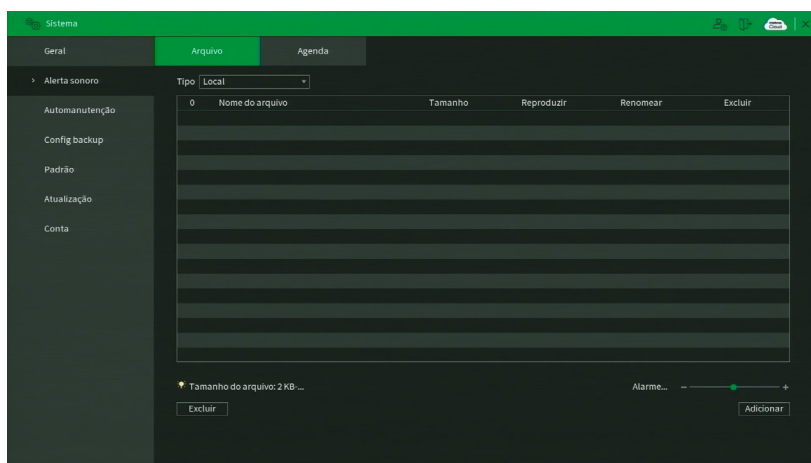 Sistema
Cloud
Geral
Arquivo
Agenda
Alerta sonoro
Tipo Local
Automanutenção
0 Nome do arquivo Tamanho Reproduzir Renomear Excluir
Config backup
Padrão
Atualização
Conta
Tamanho do arquivo: 2 KB-...
Alarme...
Excluir
Adicionar